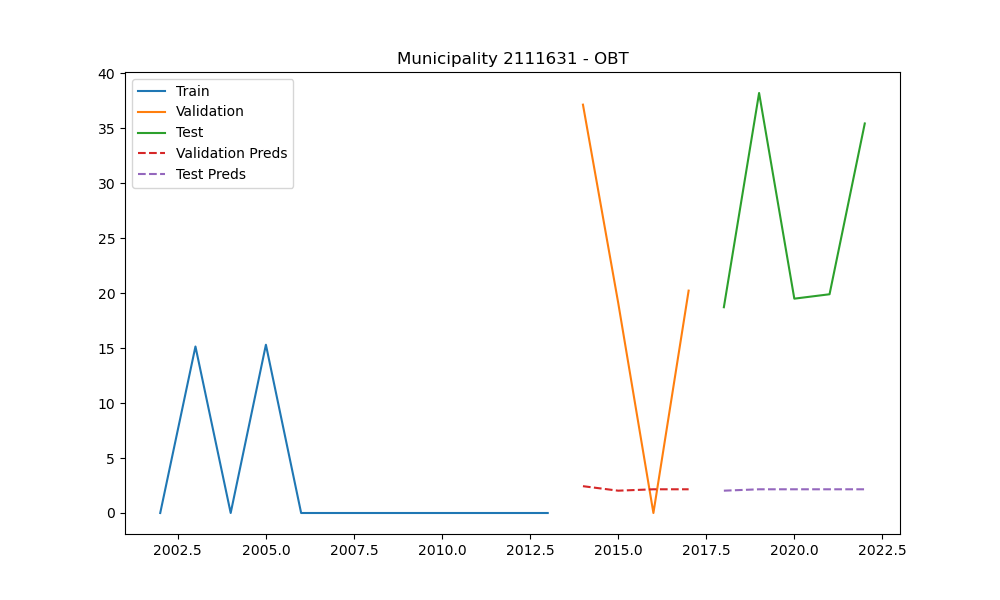 Municipality 2111631 - OBT
40
35
30
25
20
15
10
5
0
Train
Validation
Test
Validation Preds
Test Preds
2002.5 2005.0 2007.5 2010.0 2012.5 2015.0 2017.5 2020.0 2022.5